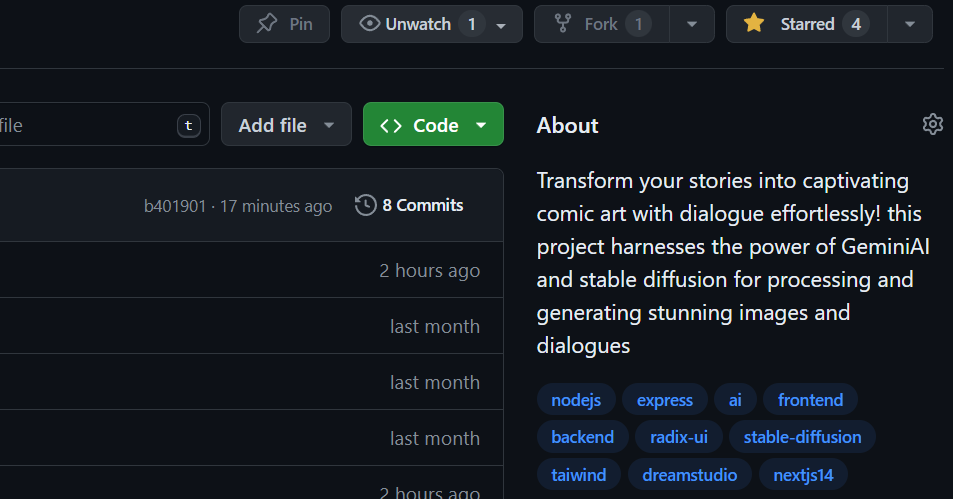 Pin
Unwatch 1
Fork 1
Starred 4
file
t
Add file
<> Code
About
Transform your stories into captivating
comic art with dialogue effortlessly! this
project harnesses the power of GeminiAI
and stable diffusion for processing and
generating stunning images and
dialogues
b401901 · 17 minutes ago
8 Commits
2 hours ago
last month
last month
last month
2 hours ago
nodejs express ai frontend
backend radix-ui stable-diffusion
taiwind dreamstudio nextjs14